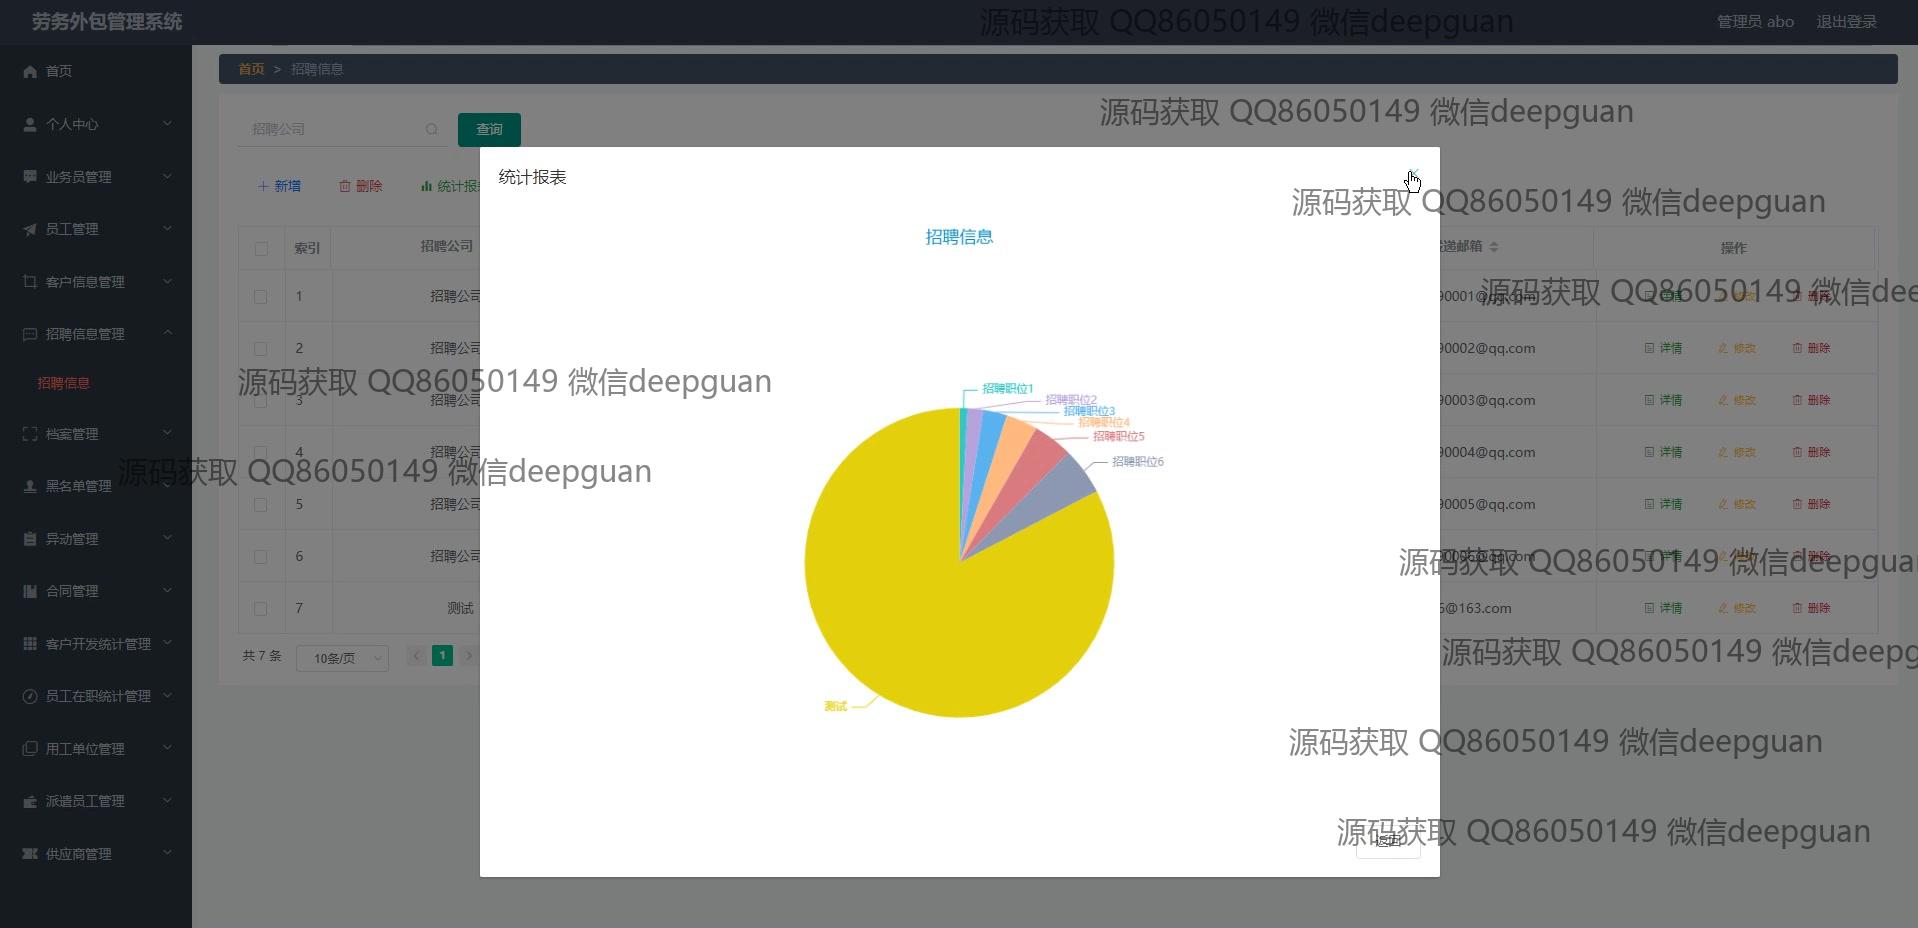 劳务外包管理系统
源码获取 QQ86050149 微信deepguan
管理员 abo
退出登录
首页
个人中心
业务员管理
员工管理
客户信息管理
招聘信息管理
招聘信息
档案管理
黑名单管理
异动管理
合同管理
客户开发统计管理
员工在职统计管理
用工单位管理
派遣员工管理
供应商管理
首页 > 招聘信息
源码获取 QQ86050149 微信deepguan
招聘公司
查询
新增
删除
统计报
统计报表
源码获取 QQ86050149 微信deepguan
招聘信息
索引
招聘公司
递邮箱
操作
1 招聘公司
0001@qq.com 详情 修改 删除
源码获取 QQ86050149 微信dee
2 招聘公司
0002@qq.com 详情 修改 删除
源码获取 QQ86050149 微信deepguan
3 招聘公司
0003@qq.com 详情 修改 删除
4 招聘公司
0004@qq.com 详情 修改 删除
源码获取 QQ86050149 微信deepguan
5 招聘公司
0005@qq.com 详情 修改 删除
6 招聘公司
0006@qq.com 详情 修改 删除
源码获取 QQ86050149 微信deepguan
7 测试
6@163.com 详情 修改 删除
共 7 条
10条/页
1
招聘职位1
招聘职位2
招聘职位3
招聘职位4
招聘职位5
招聘职位6
测试
源码获取 QQ86050149 微信deepg
源码获取 QQ86050149 微信deepguan
源码获取 QQ86050149 微信deepguan
返回